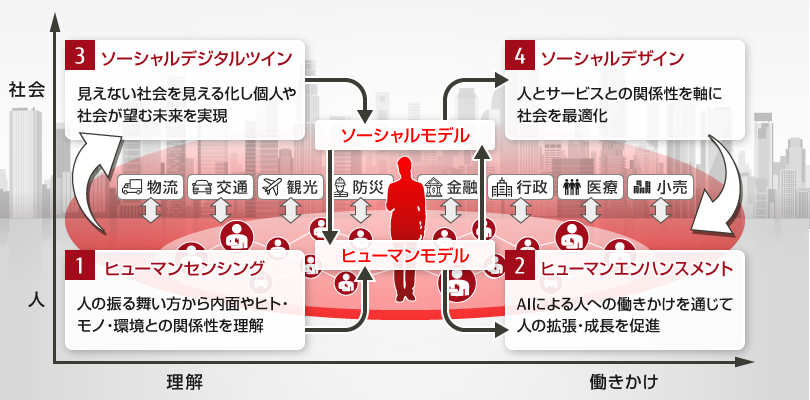 社会
3 ソーシャルデジタルツイン
見えない社会を見える化し個人や
社会が望む未来を実現
4 ソーシャルデザイン
人とサービスとの関係性を軸に
社会を最適化
ソーシャルモデル
物流
交通
観光
防災
金融
行政
医療
小売
ヒューマンモデル
人
1 ヒューマンセンシング
人の振る舞い方から内面やヒト・
モノ・環境との関係性を理解
2 ヒューマンエンハンスメント
AIによる人への働きかけを通じて
人の拡張・成長を促進
理解
働きかけ